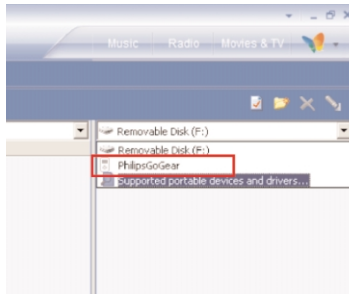 Music Radio Movies & TV
Removable Disk (F:)
Removable Disk (F:)
PhilipsGoGear
Supported portable devices and drivers...